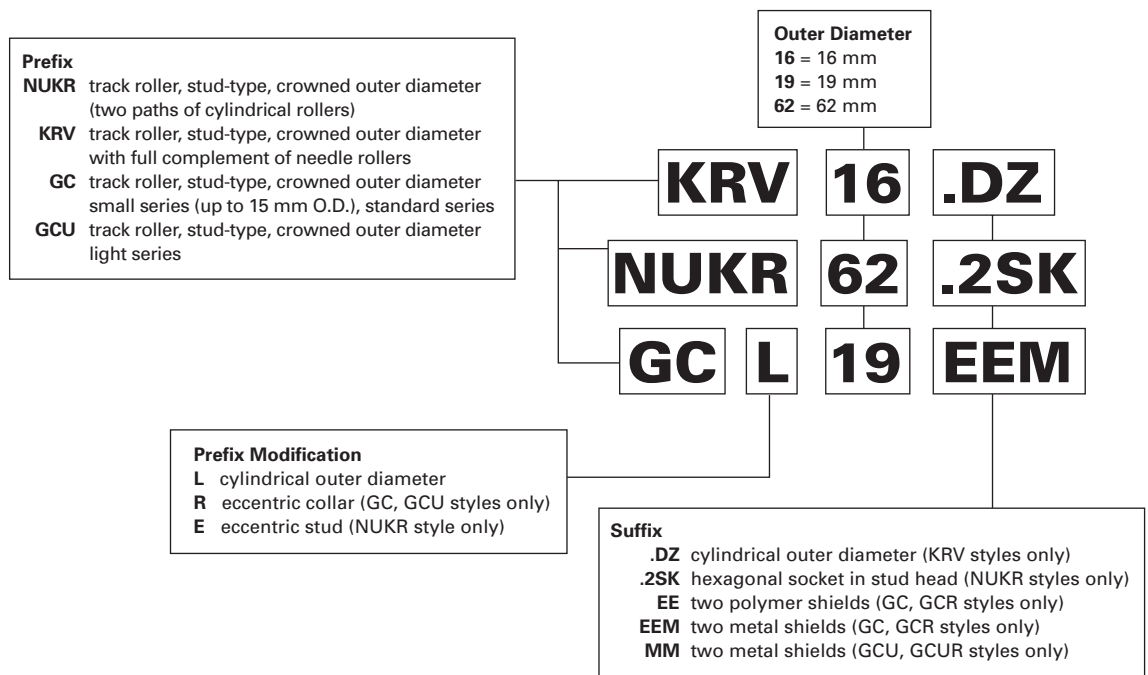 Outer Diameter
16 = 16 mm
19 = 19 mm
62 = 62 mm
Prefix
NUKR track roller, stud-type, crowned outer diameter
(two paths of cylindrical rollers)
KRV track roller, stud-type, crowned outer diameter
with full complement of needle rollers
GC track roller, stud-type, crowned outer diameter
small series (up to 15 mm O.D.), standard series
GCU track roller, stud-type, crowned outer diameter
light series
KRV 16 .DZ
NUKR 62 .2SK
GC L 19 EEM
Prefix Modification
L cylindrical outer diameter
R eccentric collar (GC, GCU styles only)
E eccentric stud (NUKR style only)
Suffix
.DZ cylindrical outer diameter (KRV styles only)
.2SK hexagonal socket in stud head (NUKR styles only)
EE two polymer shields (GC, GCR styles only)
EEM two metal shields (GC, GCR styles only)
MM two metal shields (GCU, GCUR styles only)